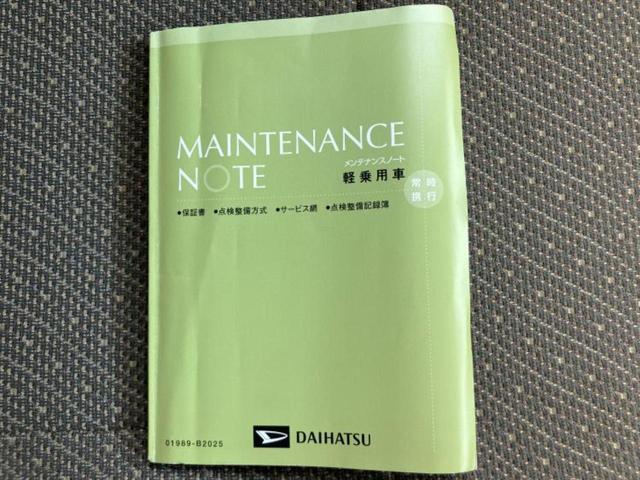 MAINTENANCE
NOTE
メンテナンスノート
軽乗用車
常時
携行
●保証書 ●点検整備方式 ●サービス網 ●点検整備記録簿
01989-B2025
DAIHATSU